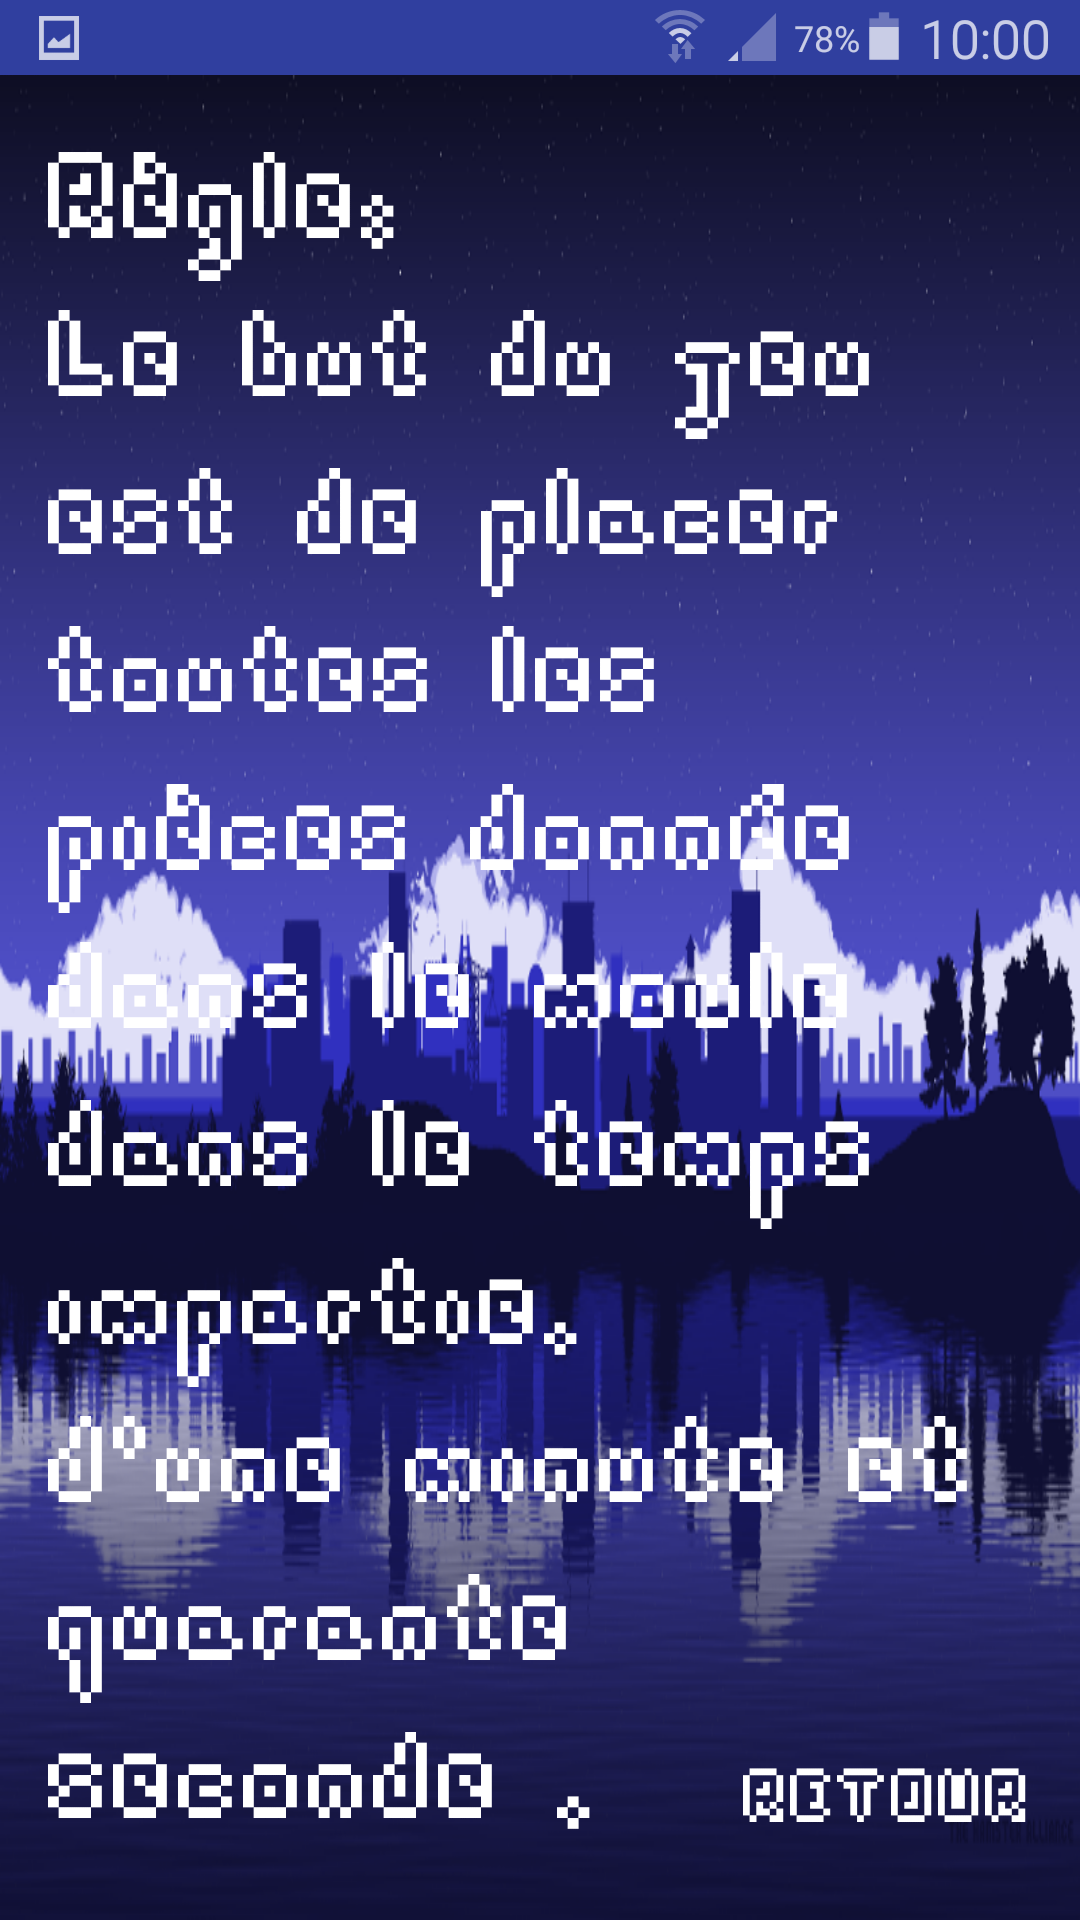 78% 10:00
Règle:
Le but du jeu
est de placer
toutes les
pièces donnée
dans le moule
dans le temps
impartie,
d'une minute et
quarante
seconde .
RETOUR